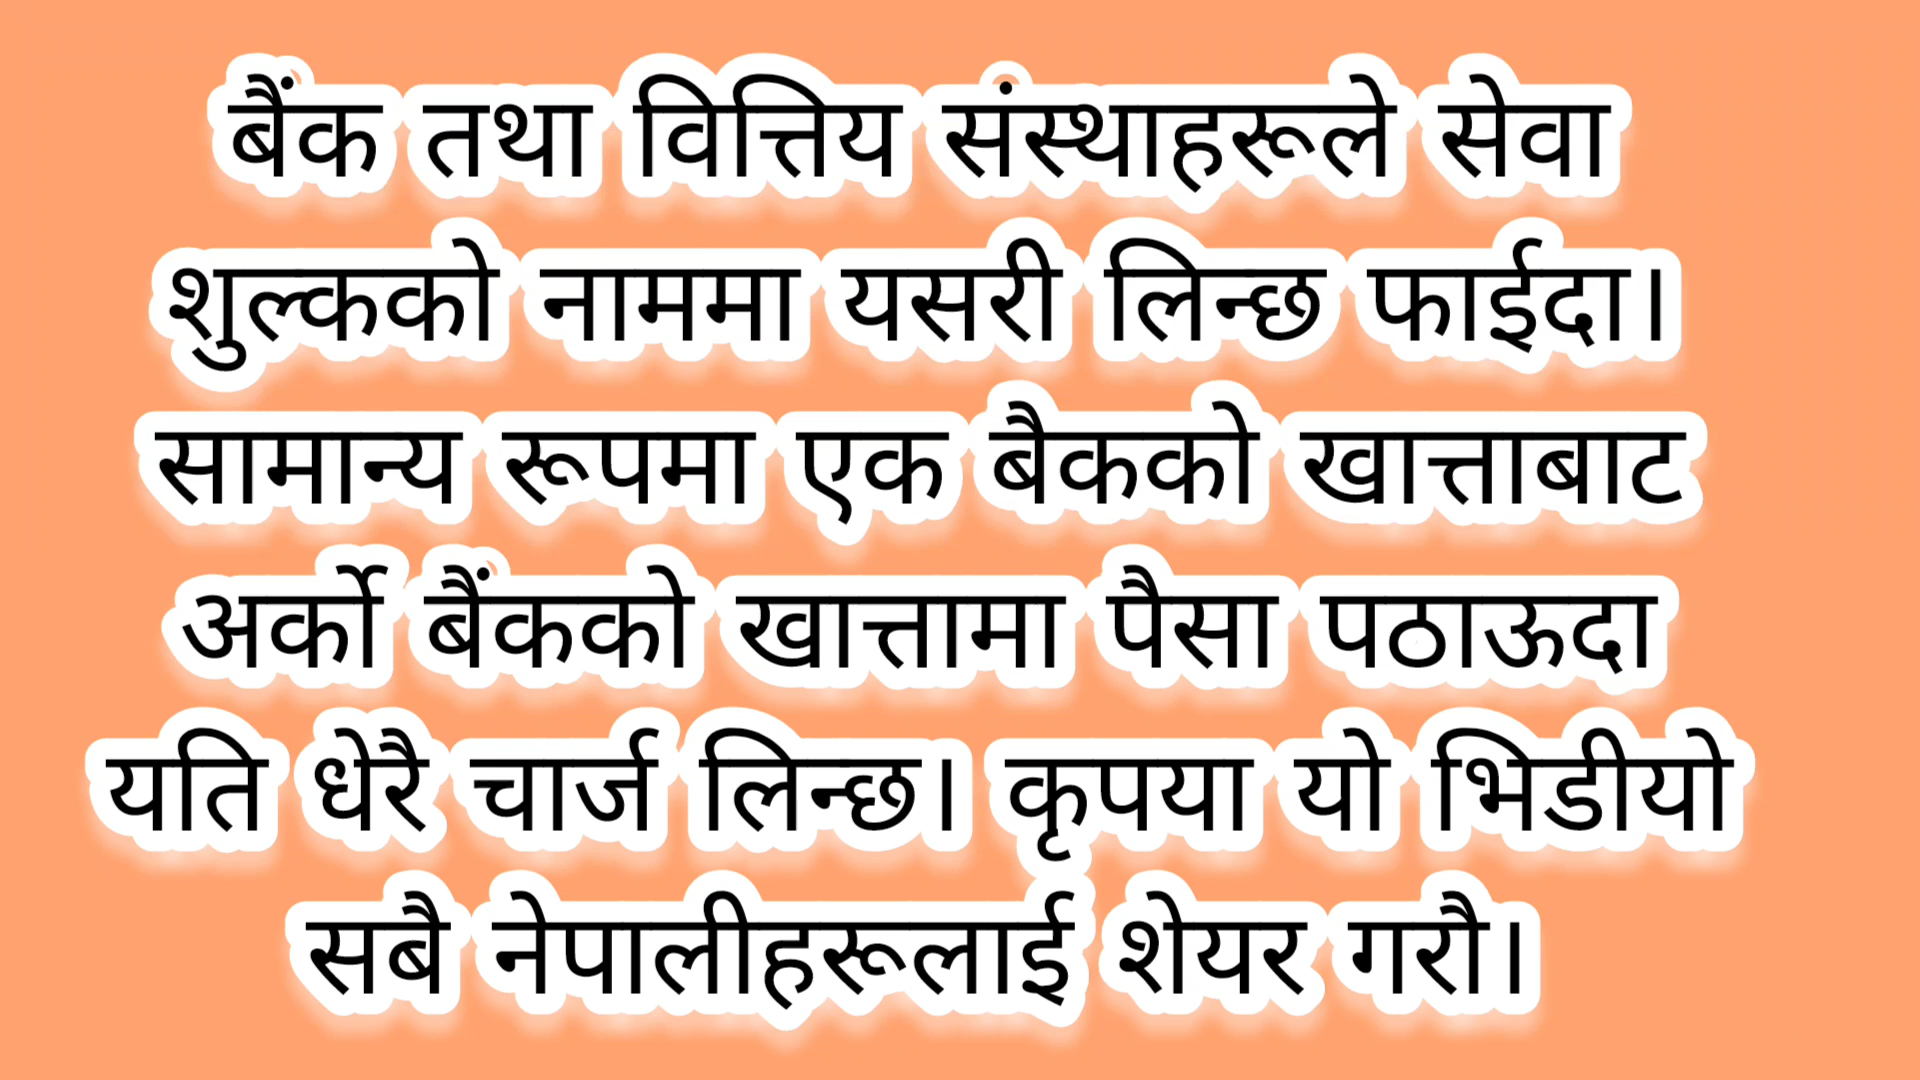 बैंक तथा वित्तिय संस्थाहरूले सेवा
शुल्कको नाममा यसरी लिन्छ फाईदा।
सामान्य रूपमा एक बैकको खात्ताबाट
अर्को बैंकको खात्तामा पैसा पठाऊदा
यति धेरै चार्ज लिन्छ। कृपया यो भिडीयो
सबै नेपालीहरूलाई शेयर गरौ।